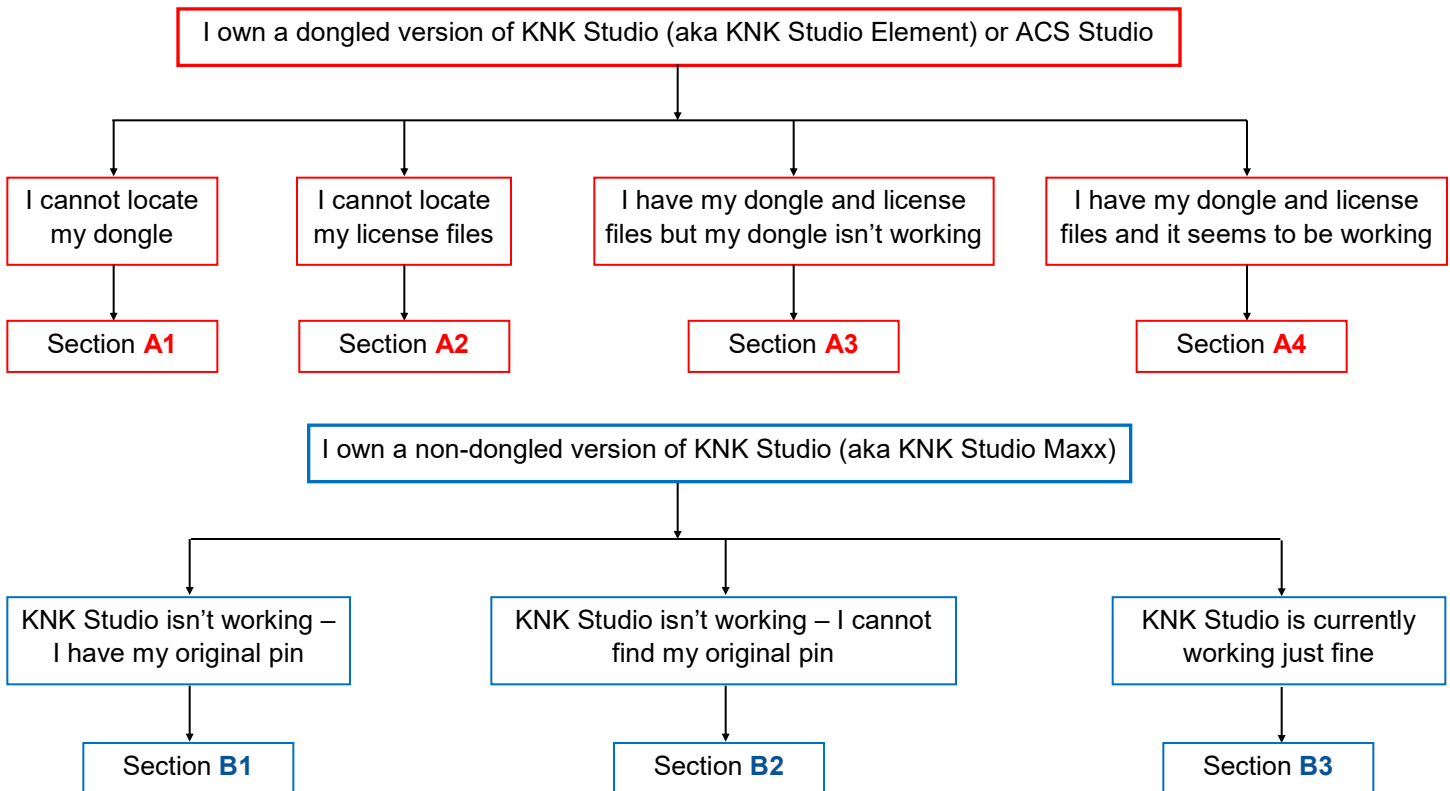 I own a dongled version of KNK Studio (aka KNK Studio Element) or ACS Studio
I cannot locate
my dongle
I cannot locate
my license files
I have my dongle and license
files but my dongle isn’t working
I have my dongle and license
files and it seems to be working
Section A1
Section A2
Section A3
Section A4
I own a non-dongled version of KNK Studio (aka KNK Studio Maxx)
KNK Studio isn’t working –
I have my original pin
KNK Studio isn’t working – I cannot
find my original pin
KNK Studio is currently
working just fine
Section B1
Section B2
Section B3